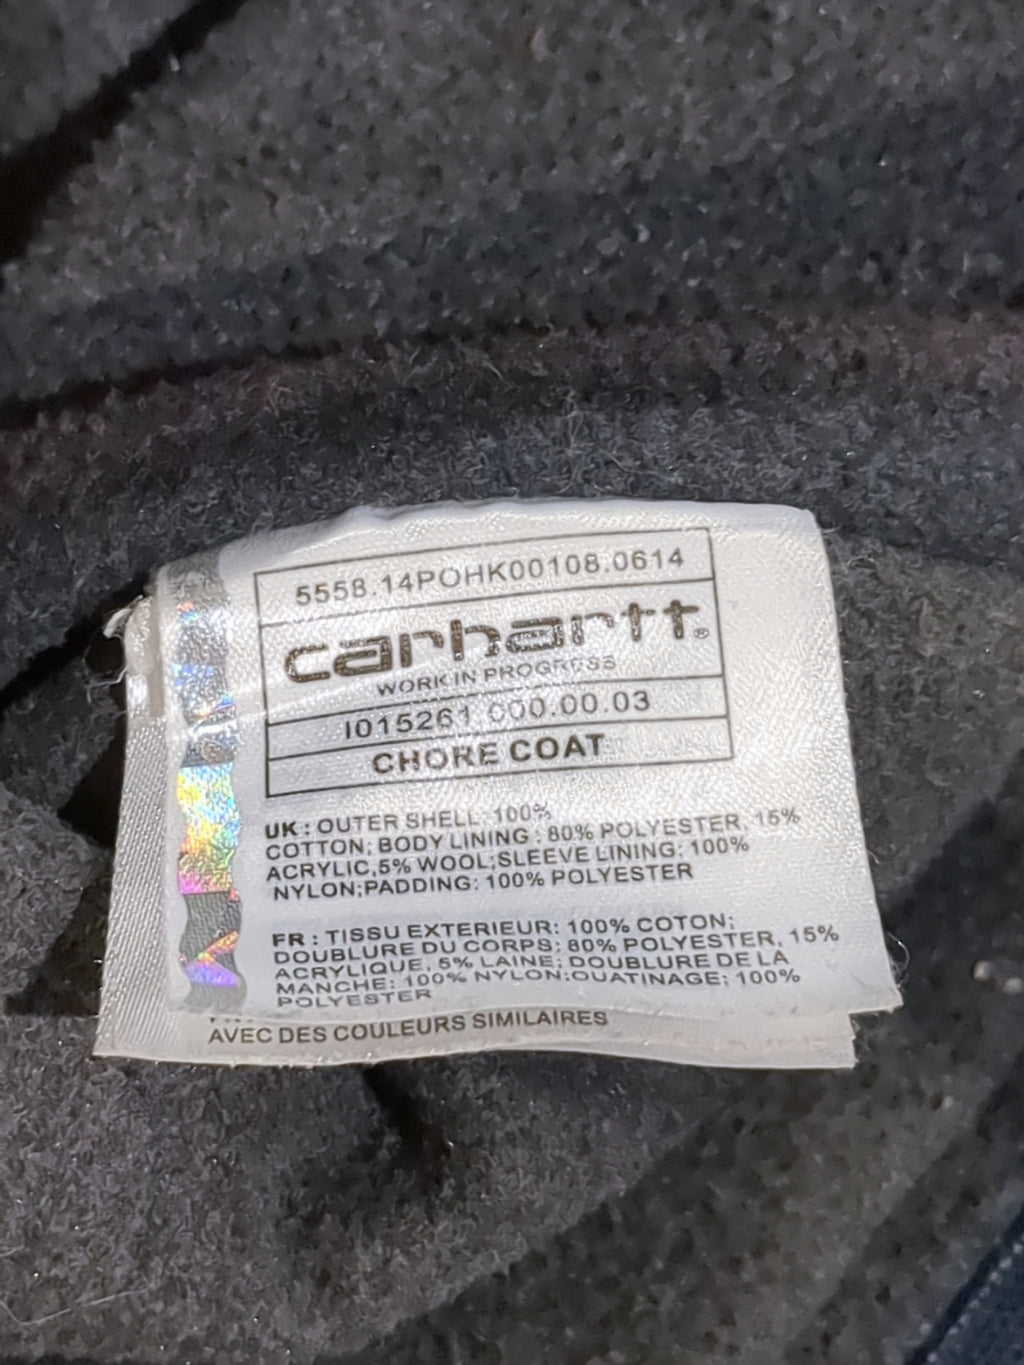 5558.14POHK00108.0614
carhartt®
WORK IN PROGRESS
I015261.000.00.03
CHORE COAT
UK : OUTER SHELL: 100%
COTTON; BODY LINING : 80% POLYESTER, 15%
ACRYLIC,5% WOOL;SLEEVE LINING: 100%
NYLON;PADDING: 100% POLYESTER
FR : TISSU EXTERIEUR: 100% COTON;
DOUBLURE DU CORPS: 80% POLYESTER, 15%
ACRYLIQUE, 5% LAINE; DOUBLURE DE LA
MANCHE: 100% NYLON;OUATINAGE: 100%
POLYESTER
AVEC DES COULEURS SIMILAIRES